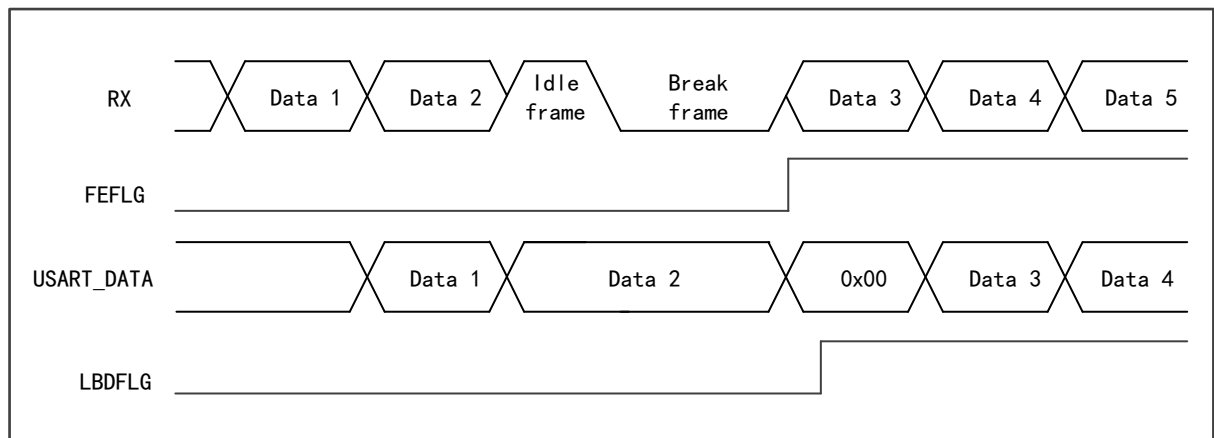 RX
Data 1
Data 2
Idle
frame
Break
frame
Data 3
Data 4
Data 5
FEFLG
USART_DATA
Data 1
Data 2
0x00
Data 3
Data 4
LBDFLG